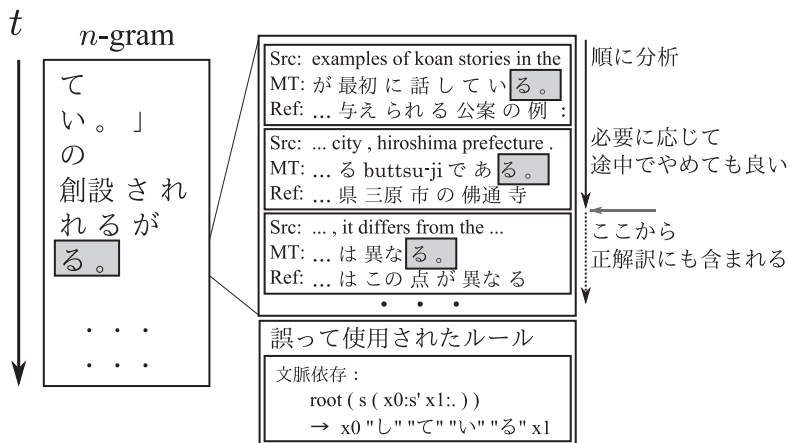 t
n-gram
て
い 。 」
の
創設 さ れ
れ る が
る 。
. . .
. . .
Src: examples of koan stories in the
MT: が 最初 に 話 し て い る 。
Ref: ... 与え られ る 公案 の 例 :
Src: ... city , hiroshima prefecture .
MT: ... る buttsu-ji で あ る 。
Ref: ... 県 三原 市 の 佛通 寺
Src: ... , it differs from the ...
MT: ... は 異な る 。
Ref: ... は この 点 が 異な る
・ ・ ・
誤って使用されたルール
文脈依存：
root ( s ( x0:s' x1:. ) )
→ x0 "し" "て" "い" "る" x1
順に分析
必要に応じて
途中でやめても良い
ここから
正解訳にも含まれる